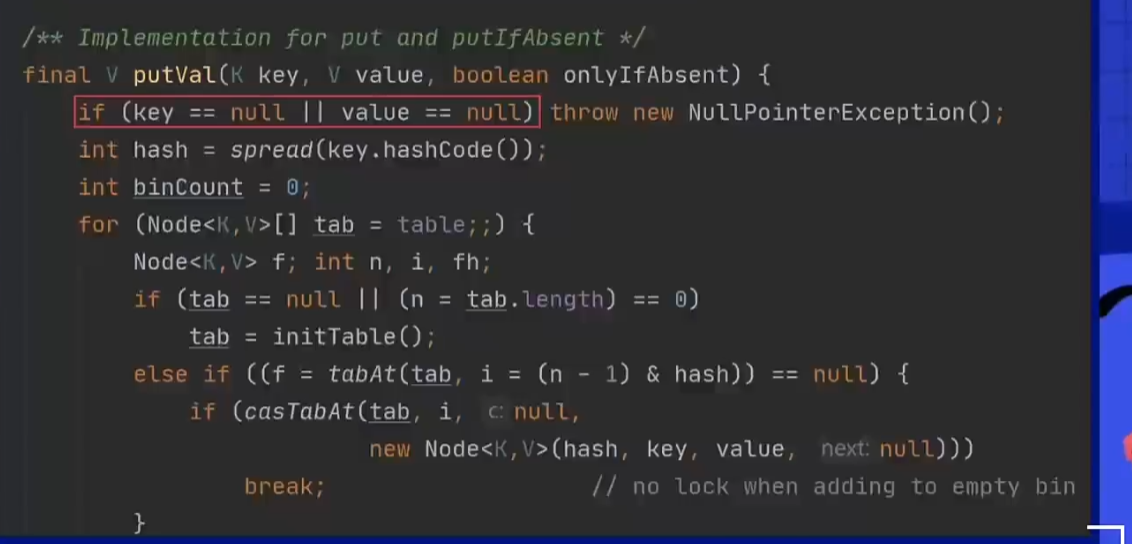 /** Implementation for put and putIfAbsent */
final V putVal(K key, V value, boolean onlyIfAbsent) {
if (key == null || value == null) throw new NullPointerException();
int hash = spread(key.hashCode());
int binCount = 0;
for (Node<K,V>[] tab = table;;) {
Node<K,V> f; int n, i, fh;
if (tab == null || (n = tab.length) == 0)
tab = initTable();
else if ((f = tabAt(tab, i = (n - 1) & hash)) == null) {
if (casTabAt(tab, i, c: null,
new Node<K,V>(hash, key, value, next: null)))
break; // no lock when adding to empty bin
}